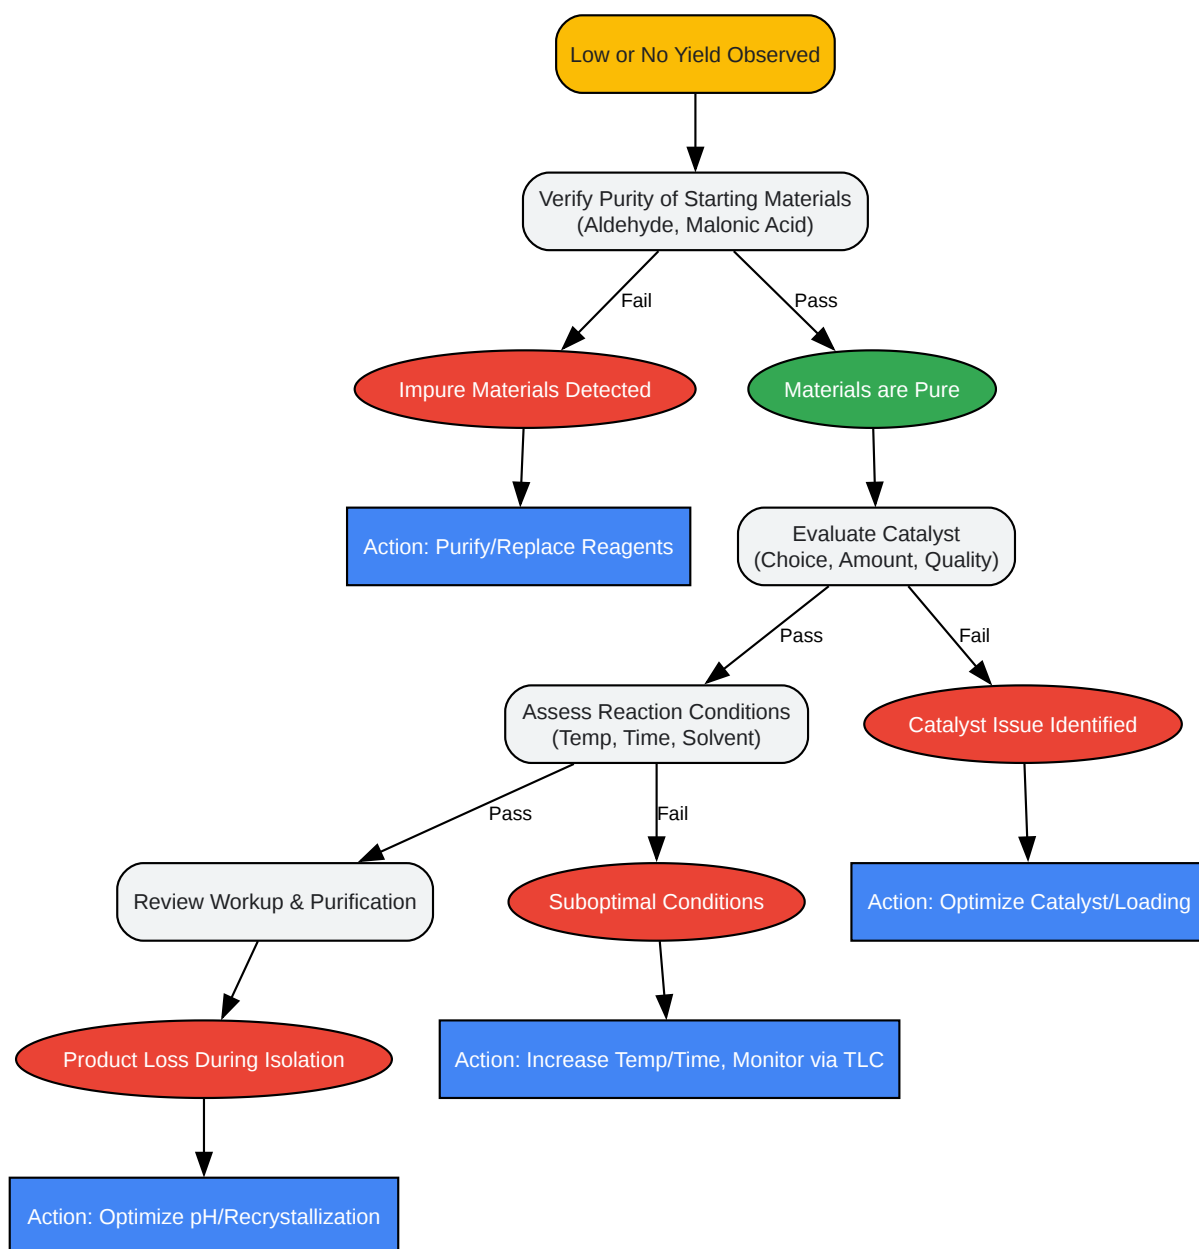 Low or No Yield Observed
Verify Purity of Starting Materials
(Aldehyde, Malonic Acid)
Fail
Pass
Impure Materials Detected
Materials are Pure
Action: Purify/Replace Reagents
Evaluate Catalyst
(Choice, Amount, Quality)
Pass
Fail
Assess Reaction Conditions
(Temp, Time, Solvent)
Catalyst Issue Identified
Pass
Fail
Review Workup & Purification
Suboptimal Conditions
Action: Optimize Catalyst/Loading
Product Loss During Isolation
Action: Increase Temp/Time, Monitor via TLC
Action: Optimize pH/Recrystallization